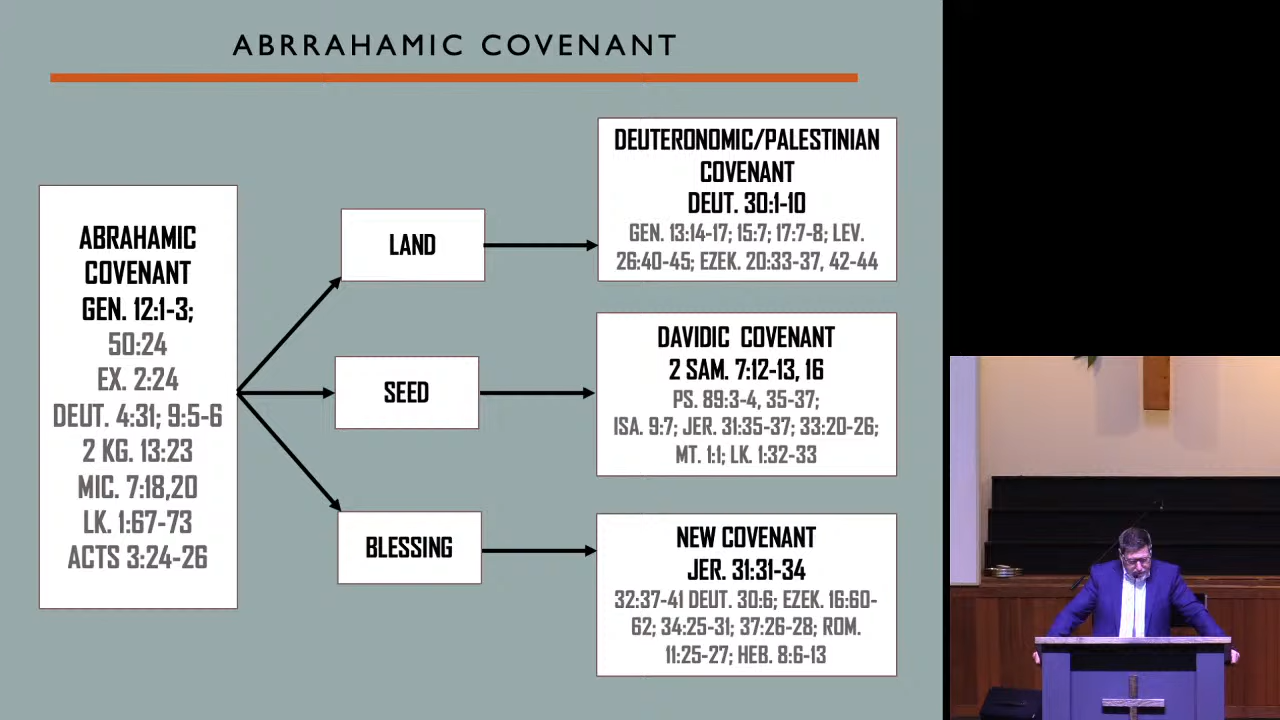 ABRRAHAMIC COVENANT
ABRAHAMIC
COVENANT
GEN. 12:1-3;
50:24
EX. 2:24
DEUT. 4:31; 9:5-6
2 KG. 13:23
MIC. 7:18,20
LK. 1:67-73
ACTS 3:24-26
LAND
SEED
BLESSING
DEUTERONOMIC/PALESTINIAN
COVENANT
DEUT. 30:1-10
GEN. 13:14-17; 15:7; 17:7-8; LEV.
26:40-45; EZEK. 20:33-37, 42-44
DAVIDIC COVENANT
2 SAM. 7:12-13, 16
PS. 89:3-4, 35-37;
ISA. 9:7; JER. 31:35-37; 33:20-26;
MT. 1:1; LK. 1:32-33
NEW COVENANT
JER. 31:31-34
32:37-41 DEUT. 30:6; EZEK. 16:60-
62; 34:25-31; 37:26-28; ROM.
11:25-27; HEB. 8:6-13